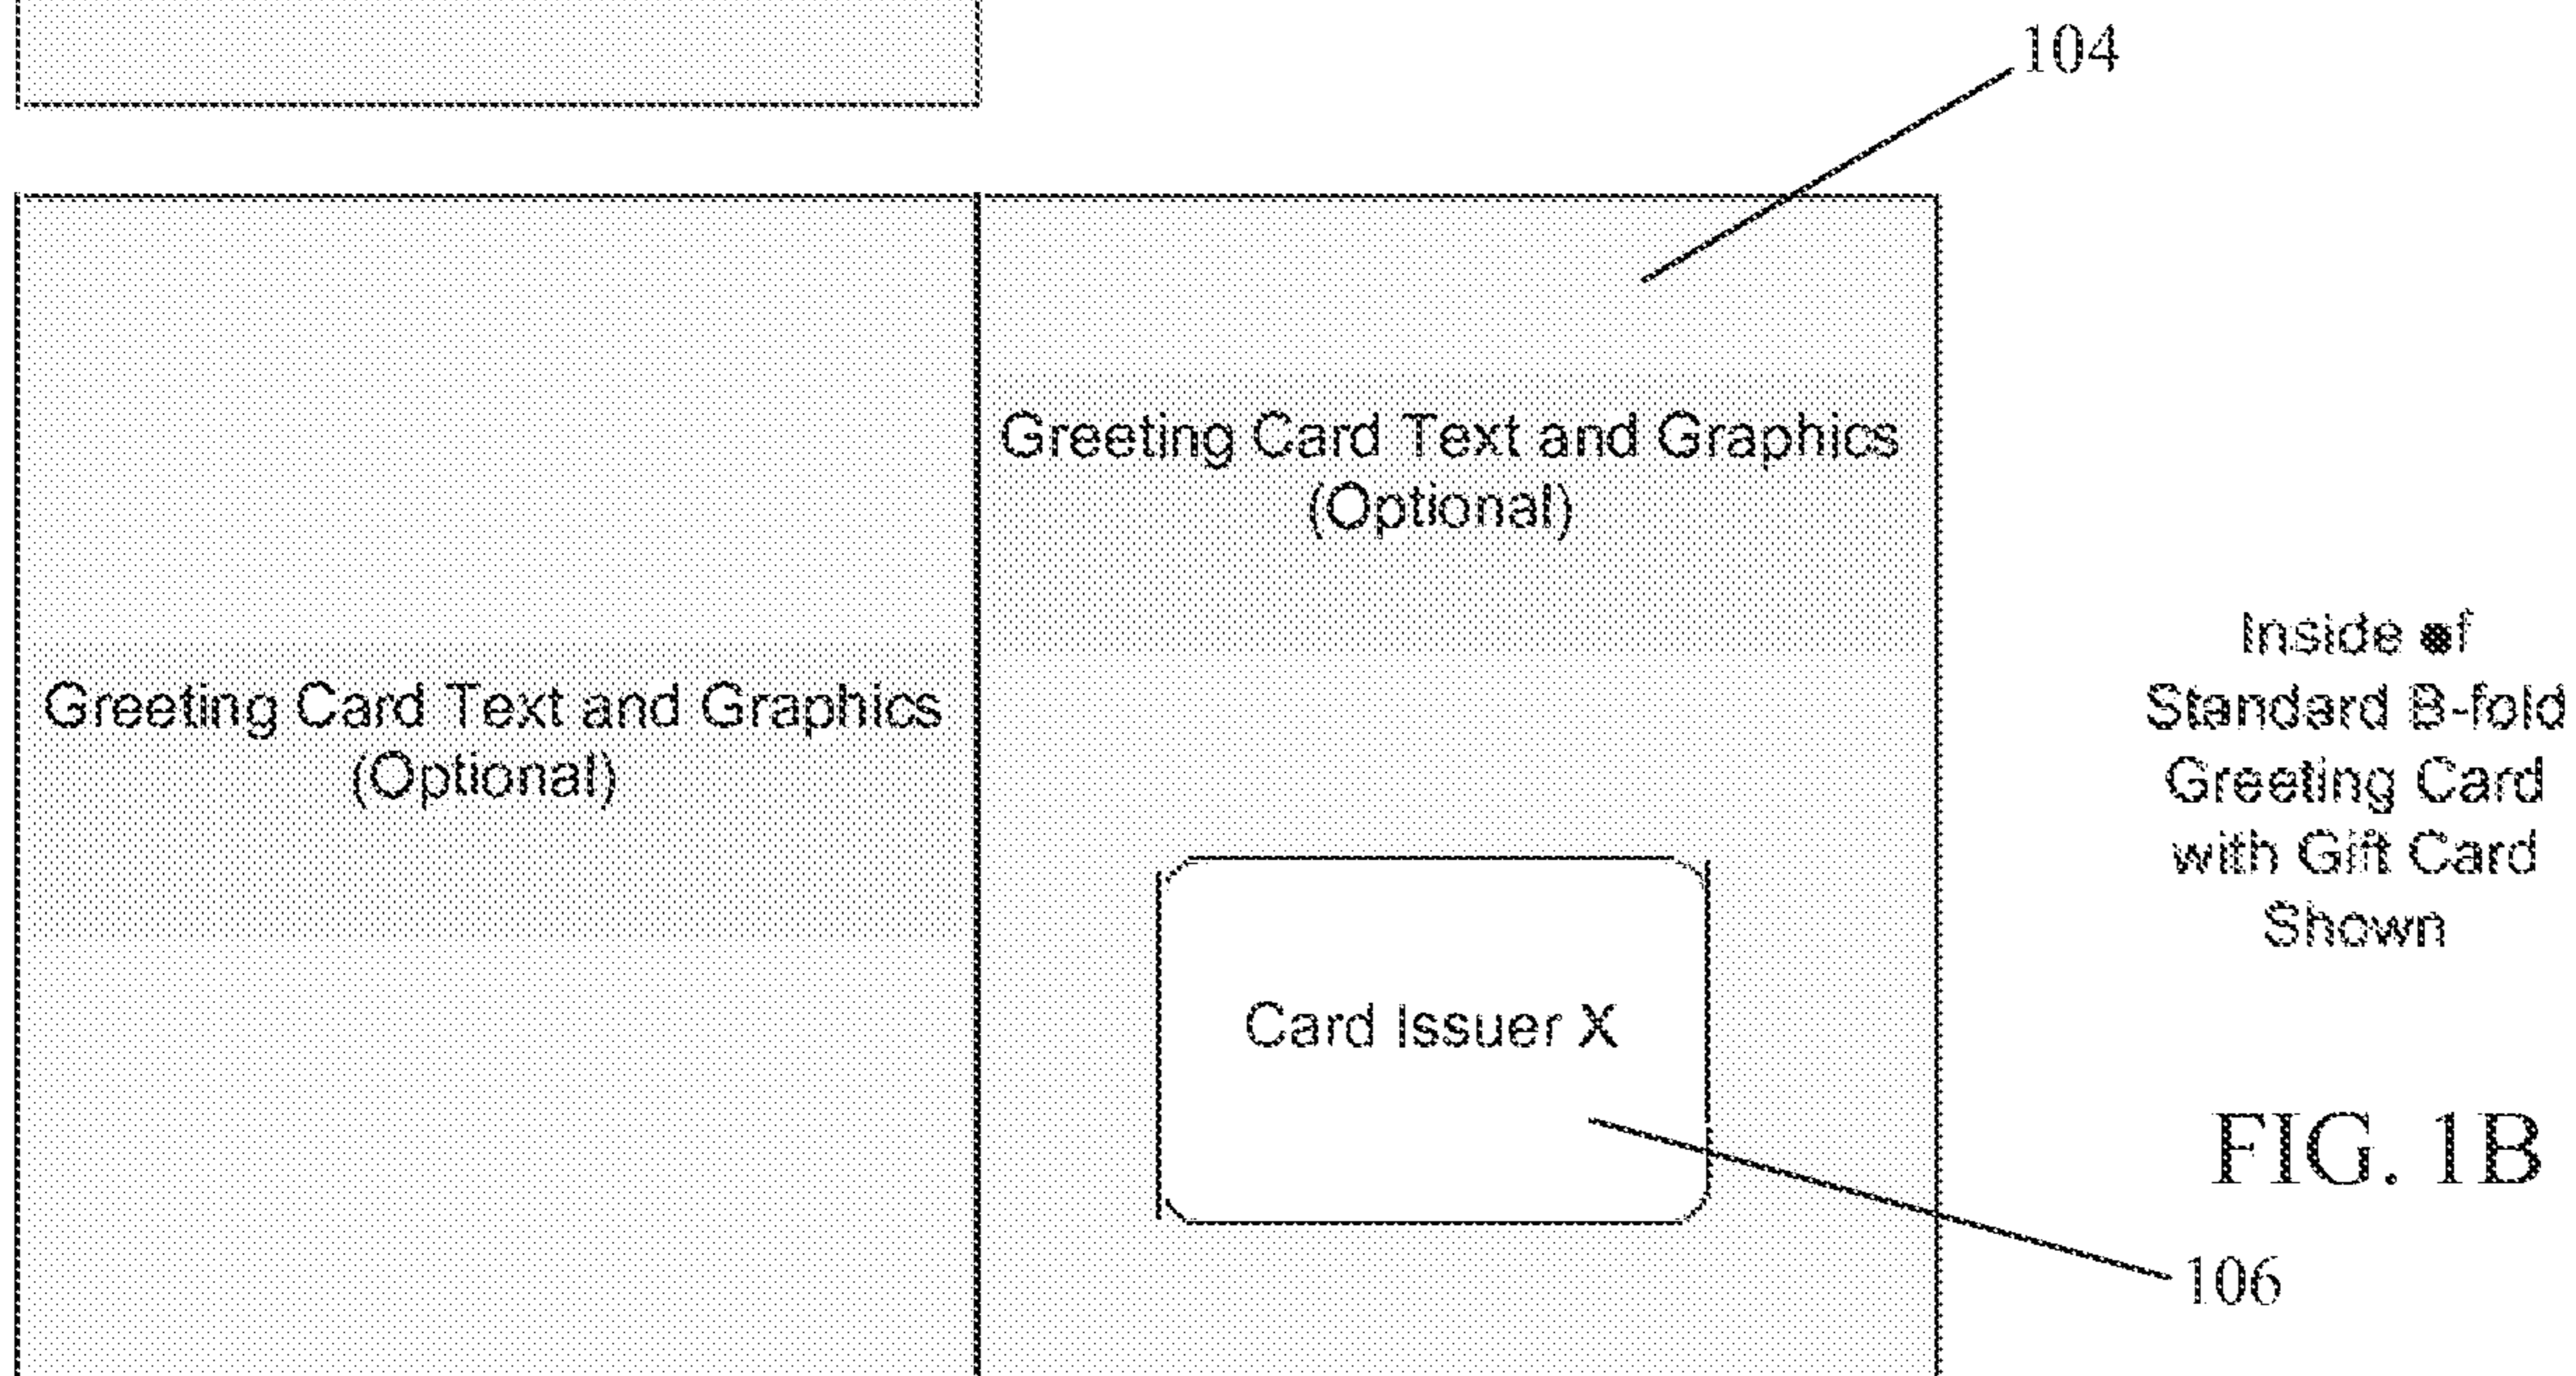 104
Greeting Card Text and Graphics
(Optional)
Greeting Card Text and Graphics
(Optional)
Inside of
Standard B-fold
Greeting Card
with Gift Card
Shown
Card Issuer X
FIG. 1B
106